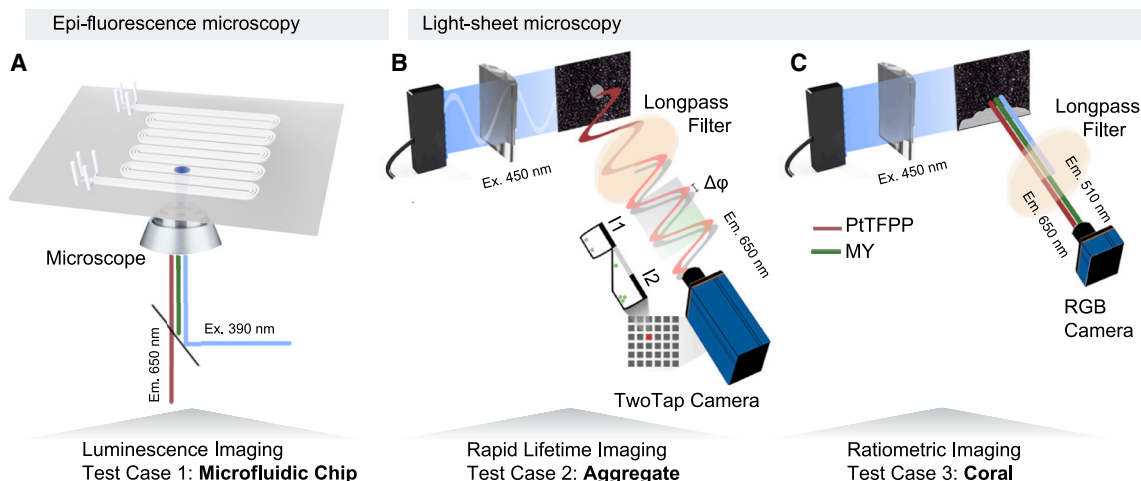 Epi-fluorescence microscopy
Light-sheet microscopy
A
Microscope
Ex. 390 nm
Em. 650 nm
Luminescence Imaging
Test Case 1: Microfluidic Chip
B
Longpass
Filter
Ex. 450 nm
Δφ
Em. 650 nm
I1
I2
TwoTap Camera
Rapid Lifetime Imaging
Test Case 2: Aggregate
C
Longpass
Filter
Ex. 450 nm
Em. 510 nm
Em. 650 nm
PtTFPP
MY
RGB
Camera
Ratiometric Imaging
Test Case 3: Coral